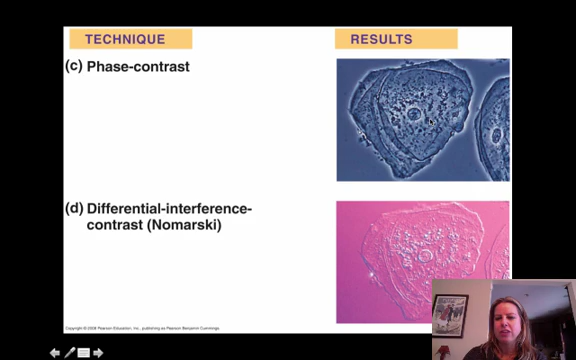 TECHNIQUE
RESULTS
(c) Phase-contrast
(d) Differential-interference-
contrast (Nomarski)
Copyright © 2008 Pearson Education, Inc., publishing as Pearson Benjamin Cummings.